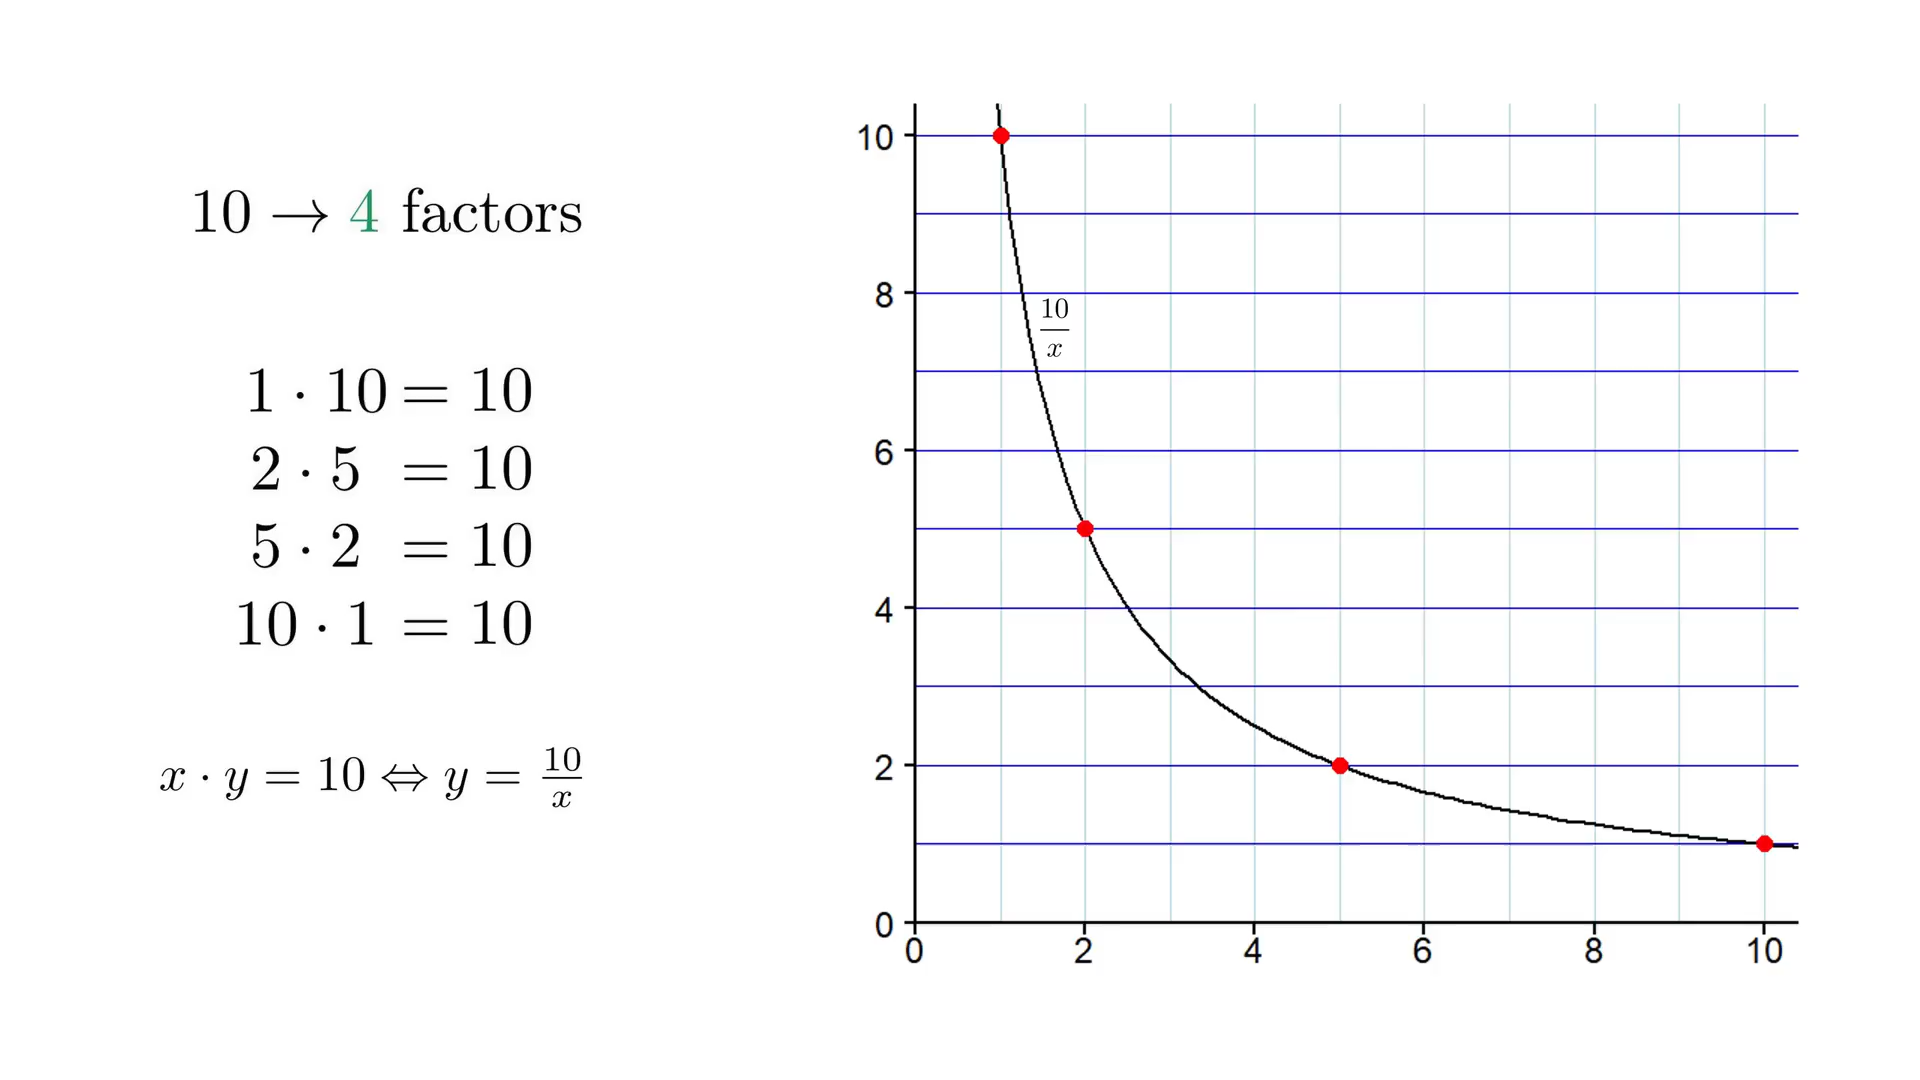 10 → 4 factors
1 · 10 = 10
2 · 5 = 10
5 · 2 = 10
10 · 1 = 10
x · y = 10 ⇔ y = 10/x
10
8
6
4
2
0
10/x
0 2 4 6 8 10